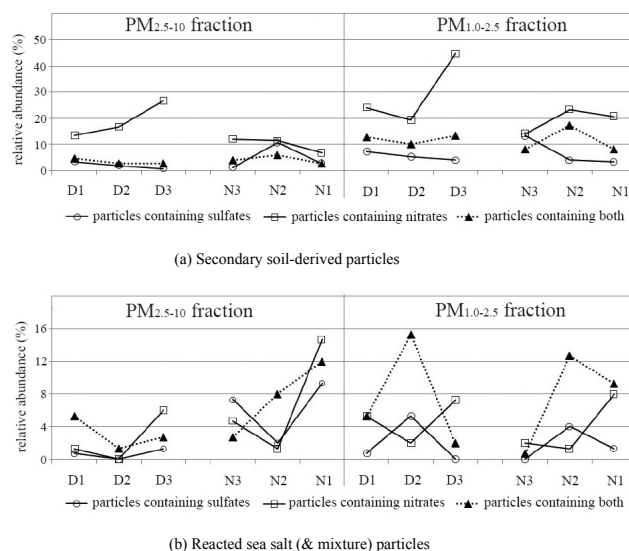 PM2.5-10 fraction PM1.0-2.5 fraction
relative abundance (%)
50
40
30
20
10
0
D1 D2 D3 N3 N2 N1 D1 D2 D3 N3 N2 N1
particles containing sulfates particles containing nitrates particles containing both
(a) Secondary soil-derived particles
PM2.5-10 fraction PM1.0-2.5 fraction
relative abundance (%)
16
12
8
4
0
D1 D2 D3 N3 N2 N1 D1 D2 D3 N3 N2 N1
particles containing sulfates particles containing nitrates particles containing both
(b) Reacted sea salt (& mixture) particles